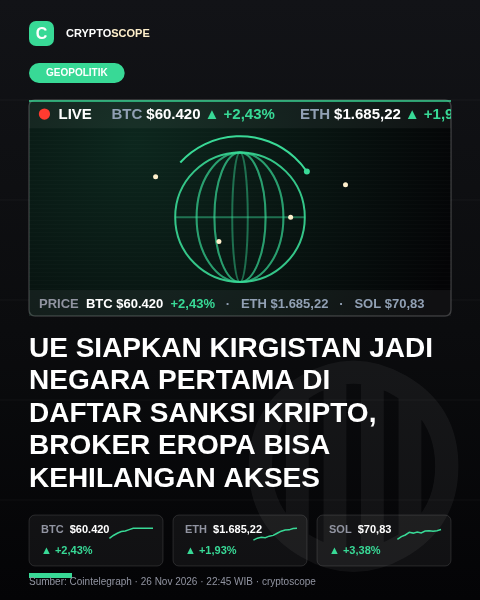 C CRYPTOSCOPE
GEOPOLITIK
LIVE BTC $60.420 ▲ +2,43% ETH $1.685,22 ▲ +1,9
PRICE BTC $60.420 +2,43% · ETH $1.685,22 · SOL $70,83
UE SIAPKAN KIRGISTAN JADI
NEGARA PERTAMA DI
DAFTAR SANKSI KRIPTO,
BROKER EROPA BISA
KEHILANGAN AKSES
BTC $60.420 ETH $1.685,22 SOL $70,83
▲ +2,43% ▲ +1,93% ▲ +3,38%
Sumber: Cointelegraph · 26 Nov 2026 · 22:45 WIB · cryptoscope